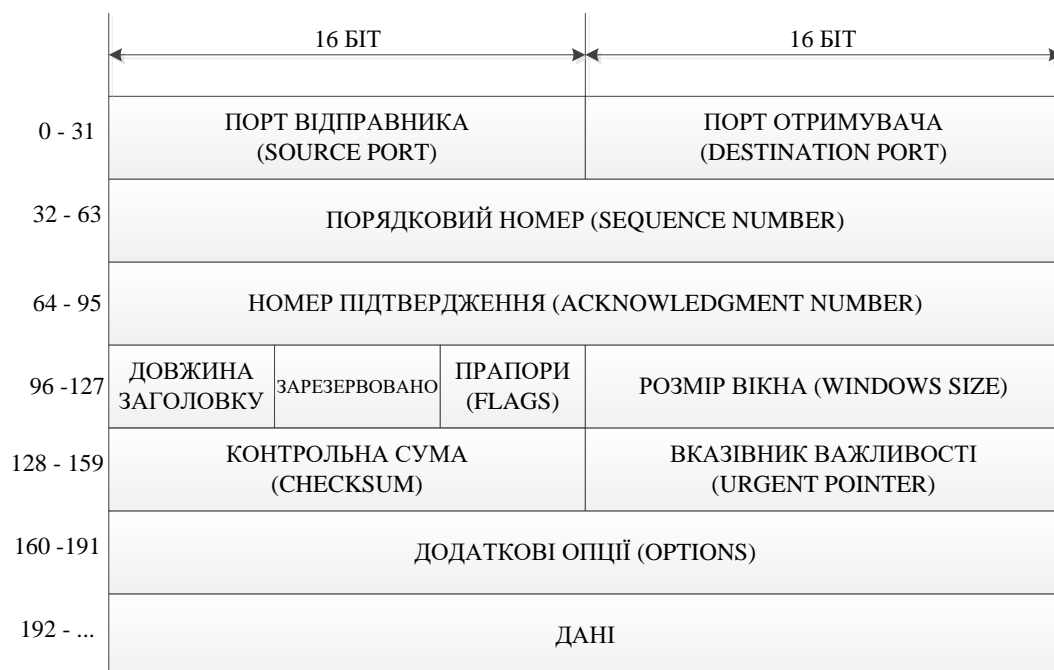 16 БІТ
16 БІТ
0 - 31
ПОРТ ВІДПРАВНИКА
(SOURCE PORT)
ПОРТ ОТРИМУВАЧА
(DESTINATION PORT)
32 - 63
ПОРЯДКОВИЙ НОМЕР (SEQUENCE NUMBER)
64 - 95
НОМЕР ПІДТВЕРДЖЕННЯ (ACKNOWLEDGMENT NUMBER)
96 -127
ДОВЖИНА
ЗАГОЛОВКУ
ЗАРЕЗЕРВОВАНО
ПРАПОРИ
(FLAGS)
РОЗМІР ВІКНА (WINDOWS SIZE)
128 - 159
КОНТРОЛЬНА СУМА
(CHECKSUM)
ВКАЗІВНИК ВАЖЛИВОСТІ
(URGENT POINTER)
160 -191
ДОДАТКОВІ ОПЦІЇ (OPTIONS)
192 - ...
ДАНІ